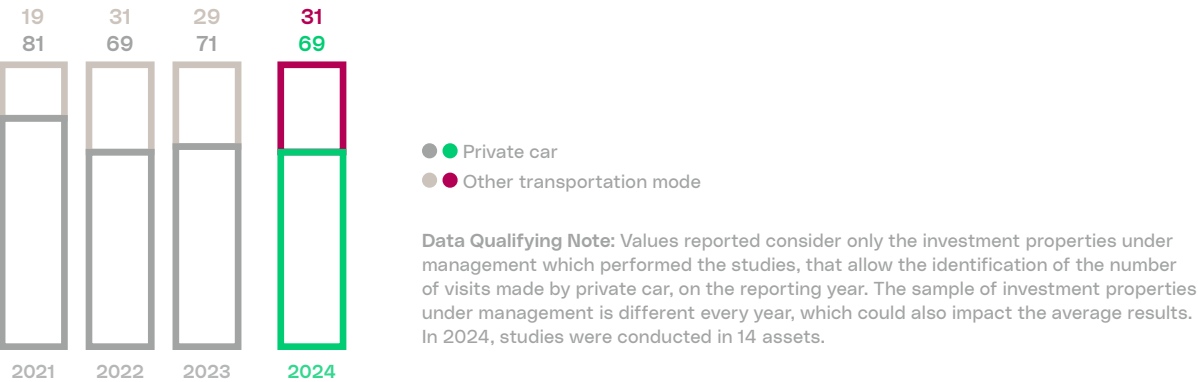 19 31 29 31
81 69 71 69
Private car
Other transportation mode
Data Qualifying Note: Values reported consider only the investment properties under
management which performed the studies, that allow the identification of the number
of visits made by private car, on the reporting year. The sample of investment properties
under management is different every year, which could also impact the average results.
In 2024, studies were conducted in 14 assets.
2021 2022 2023 2024